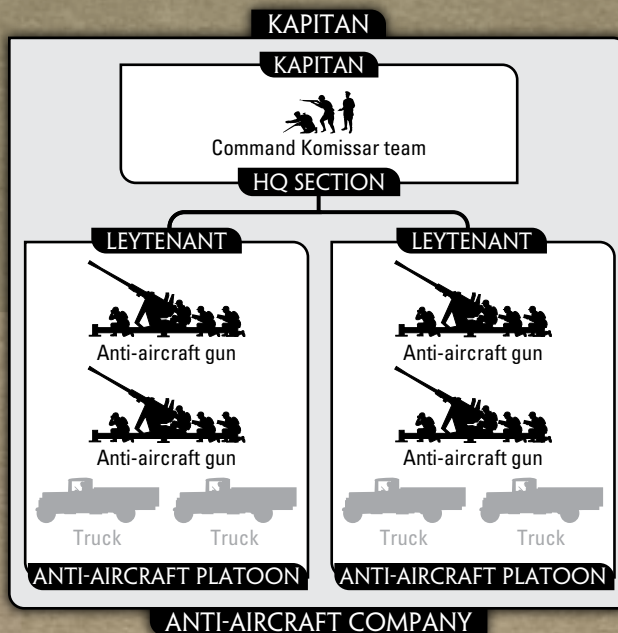 KAPITAN
KAPITAN
Command Komissar team
HQ SECTION
LEYTENANT
LEYTENANT
Anti-aircraft gun
Anti-aircraft gun
Anti-aircraft gun
Anti-aircraft gun
Truck Truck
Truck Truck
ANTI-AIRCRAFT PLATOON
ANTI-AIRCRAFT PLATOON
ANTI-AIRCRAFT COMPANY